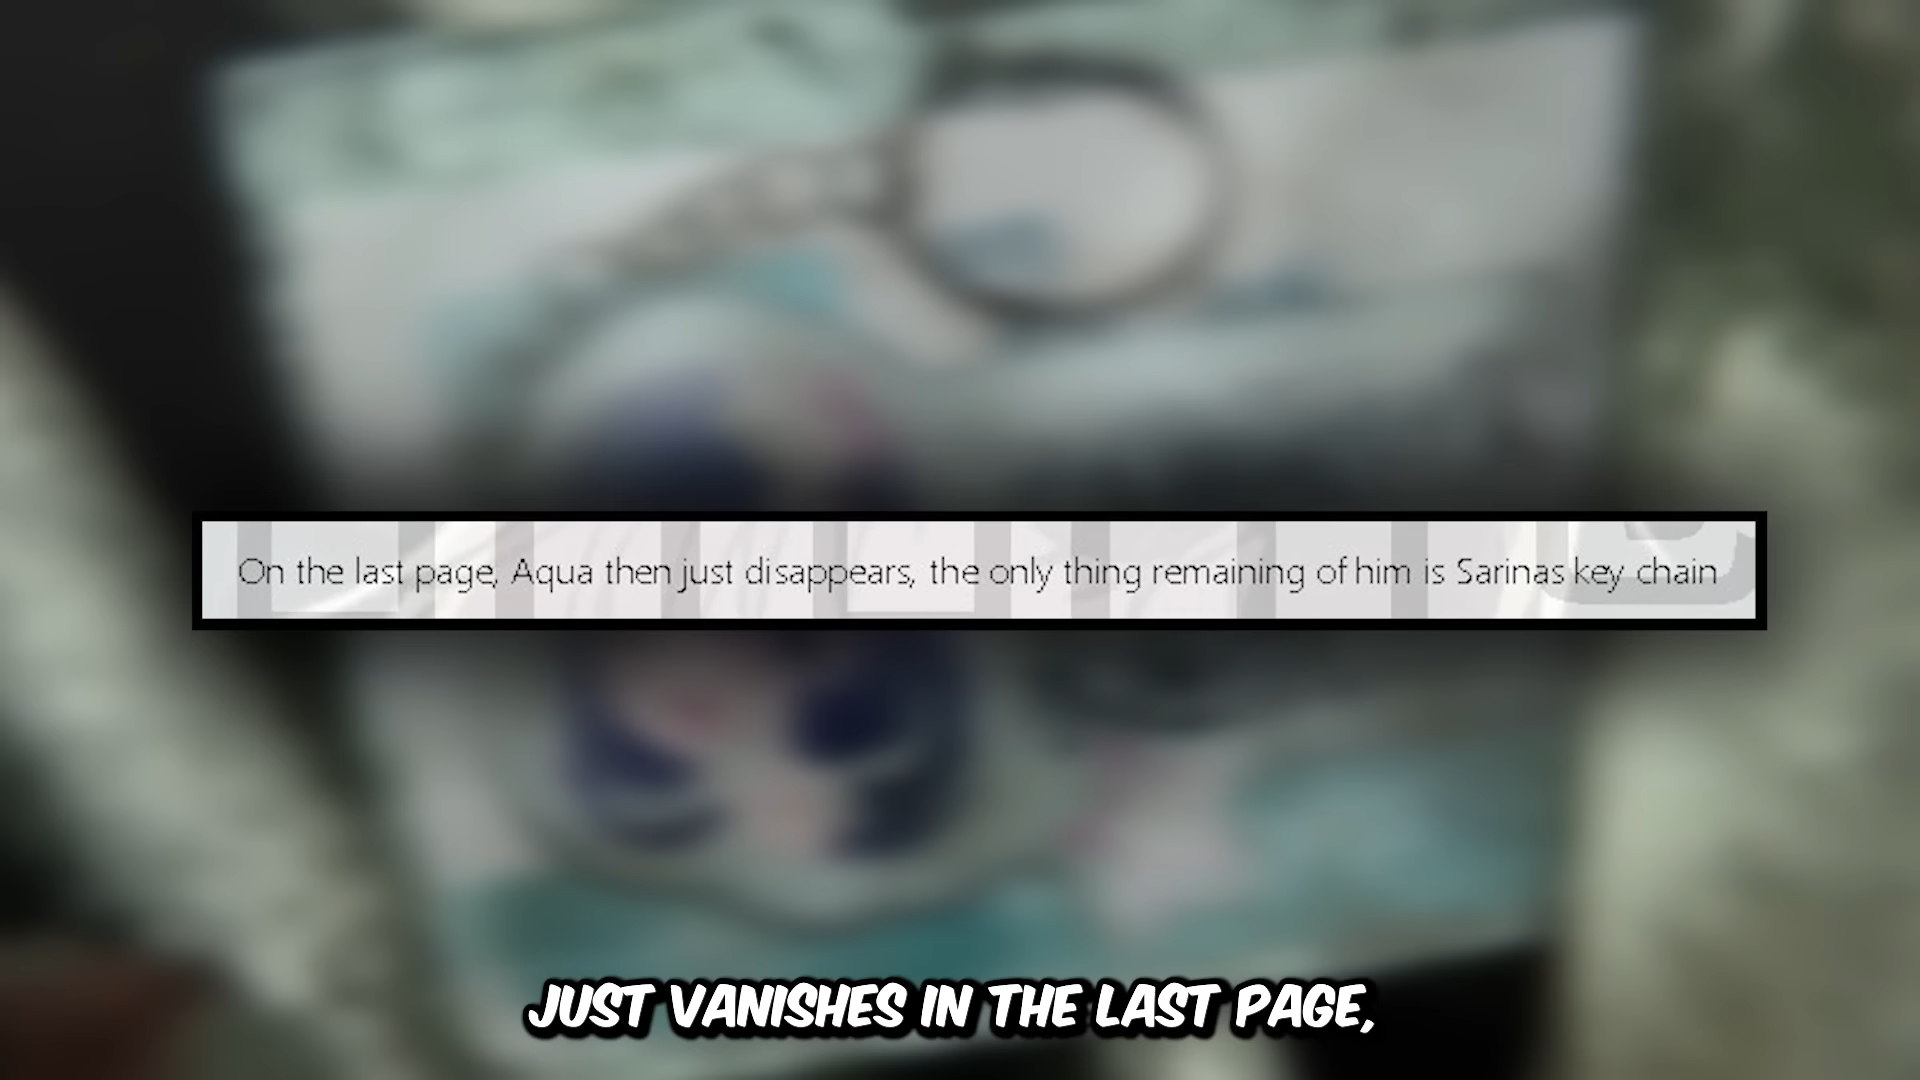 On the last page, Aqua then just disappears, the only thing remaining of him is Sarinas key chain
JUST VANISHES IN THE LAST PAGE,